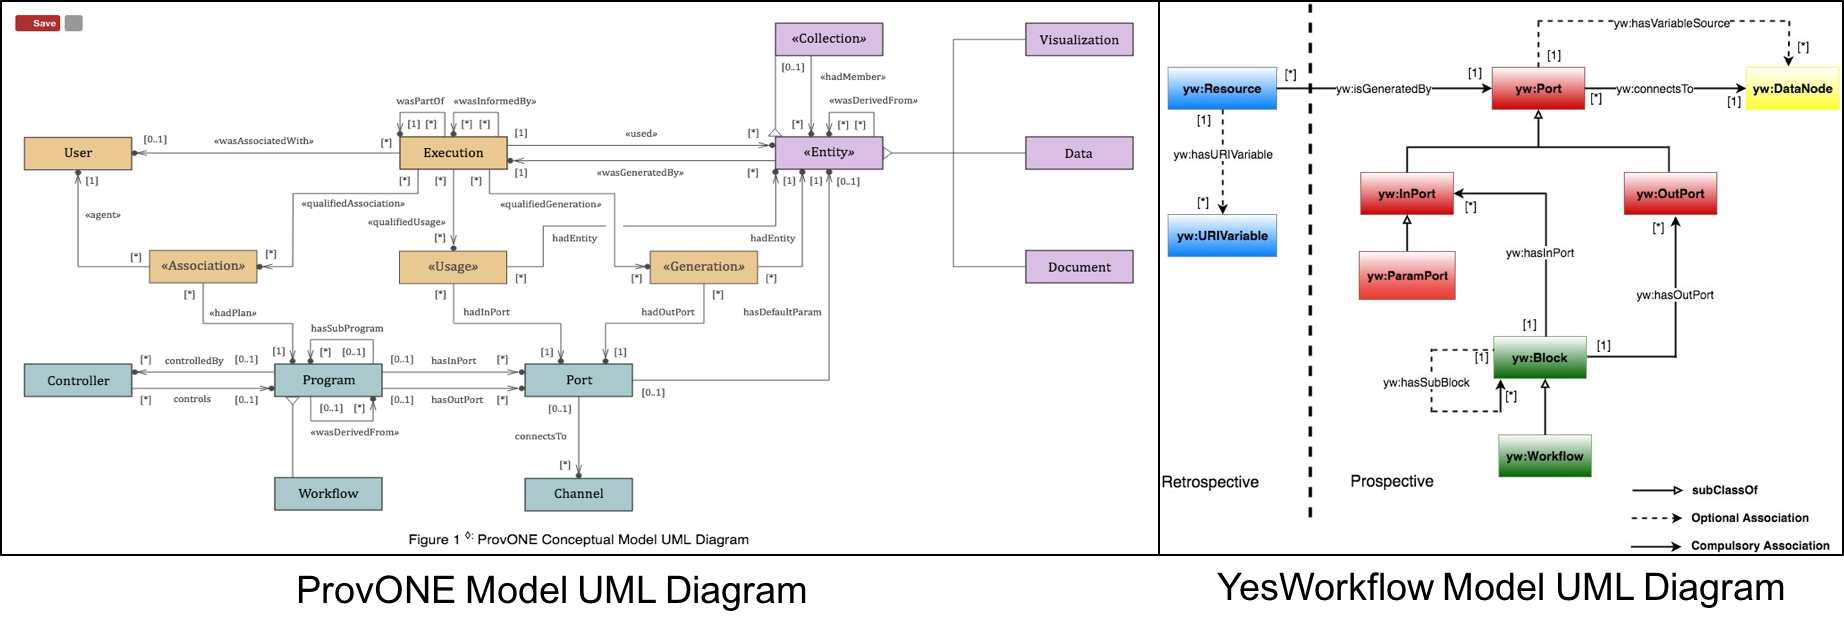 Save
«Collection»
Visualization
[0..1]
«hadMember»
wasPartOf
«wasInformedBy»
«wasDerivedFrom»
[1] [*]
[*] [*]
[*]
[*] [*]
User
[0..1]
«wasAssociatedWith»
[*]
Execution
[1]
«used»
[*]
«Entity»
Data
[1]
«wasGeneratedBy»
[*]
[1]
[*]
[*]
[*]
[1]
[1]
[0..1]
«agent»
«qualifiedAssociation»
«qualifiedUsage»
«qualifiedGeneration»
hadEntity
hadEntity
[*]
«Association»
[*]
[*]
«Usage»
[*]
[*]
«Generation»
[*]
Document
[*]
[*]
[*]
«hadPlan»
hadInPort
hadOutPort
hasDefaultParam
hasSubProgram
[1]
[*]
[0..1]
[1]
[1]
[*]
controlledBy
[0..1]
[0..1]
hasInPort
[*]
Controller
Program
Port
[*]
controls
[0..1]
[0..1]
hasOutPort
[*]
[0..1]
[0..1] [*]
«wasDerivedFrom»
[0..1]
connectsTo
[*]
Workflow
Channel
Figure 1 ◊: ProvONE Conceptual Model UML Diagram
ProvONE Model UML Diagram
yw:hasVariableSource
[1]
[*]
yw:Resource
[*]
yw:isGeneratedBy
[1]
yw:Port
[*]
yw:connectsTo
[1]
yw:DataNode
[1]
yw:hasURIVariable
[*]
yw:URIVariable
yw:InPort
[*]
yw:OutPort
[*]
yw:ParamPort
yw:hasInPort
yw:hasOutPort
[1]
[1]
yw:Block
[1]
yw:hasSubBlock
[*]
yw:Workflow
Retrospective
Prospective
subClassOf
Optional Association
Compulsory Association
YesWorkflow Model UML Diagram